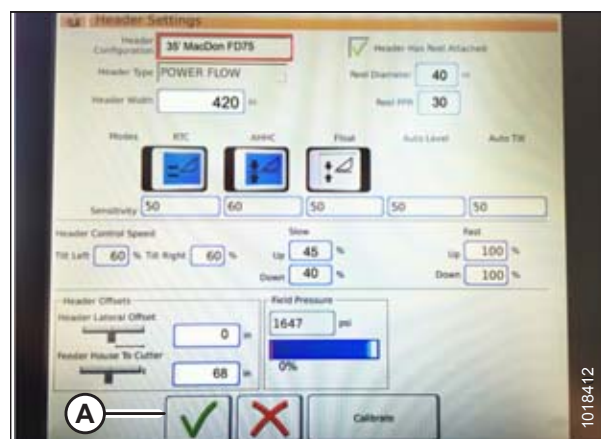 Header Settings
Header Configuration 35' MacDon FD75 Header Has Reel Attached
Header Type POWER FLOW Reel Diameter 40 in
Header Width 420 in Reel PPR 30
Modes RTC AHHC Float Auto Level Auto Tilt
Sensitivity 50 60 50 50 50
Header Control Speed Slow Fast
Tilt Left 60 % Tilt Right 60 % Up 45 % Up 100 %
Down 40 % Down 100 %
Header Offsets Field Pressure
Header Lateral Offset 0 in 1647 psi
Feeder House To Cutter 68 in 0%
A Calibrate
1018412